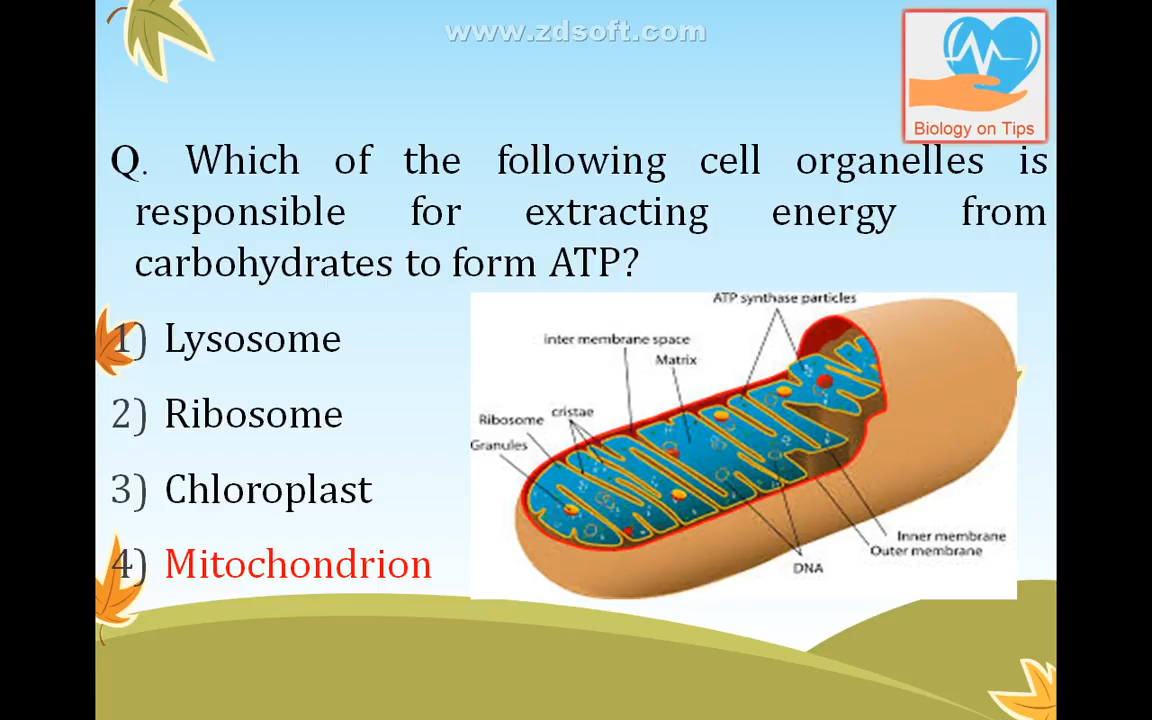 www.zdsoft.com
Biology on Tips
Q. Which of the following cell organelles is
responsible for extracting energy from
carbohydrates to form ATP?
1) Lysosome
2) Ribosome
3) Chloroplast
4) Mitochondrion
ATP synthase particles
inter membrane space
Matrix
cristae
Ribosome
Granules
Inner membrane
Outer membrane
DNA